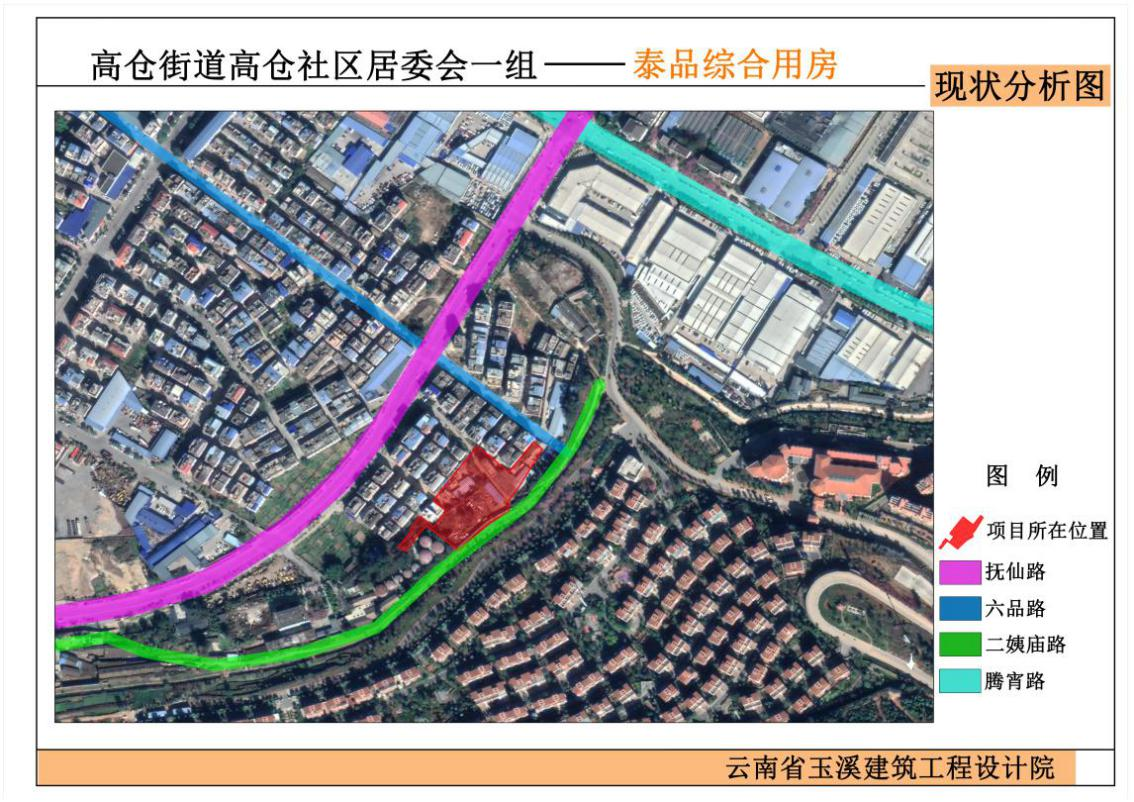 高仓街道高仓社区居委会一组——泰品综合用房
现状分析图
图 例
项目所在位置
抚仙路
六品路
二姨庙路
腾宵路
云南省玉溪建筑工程设计院